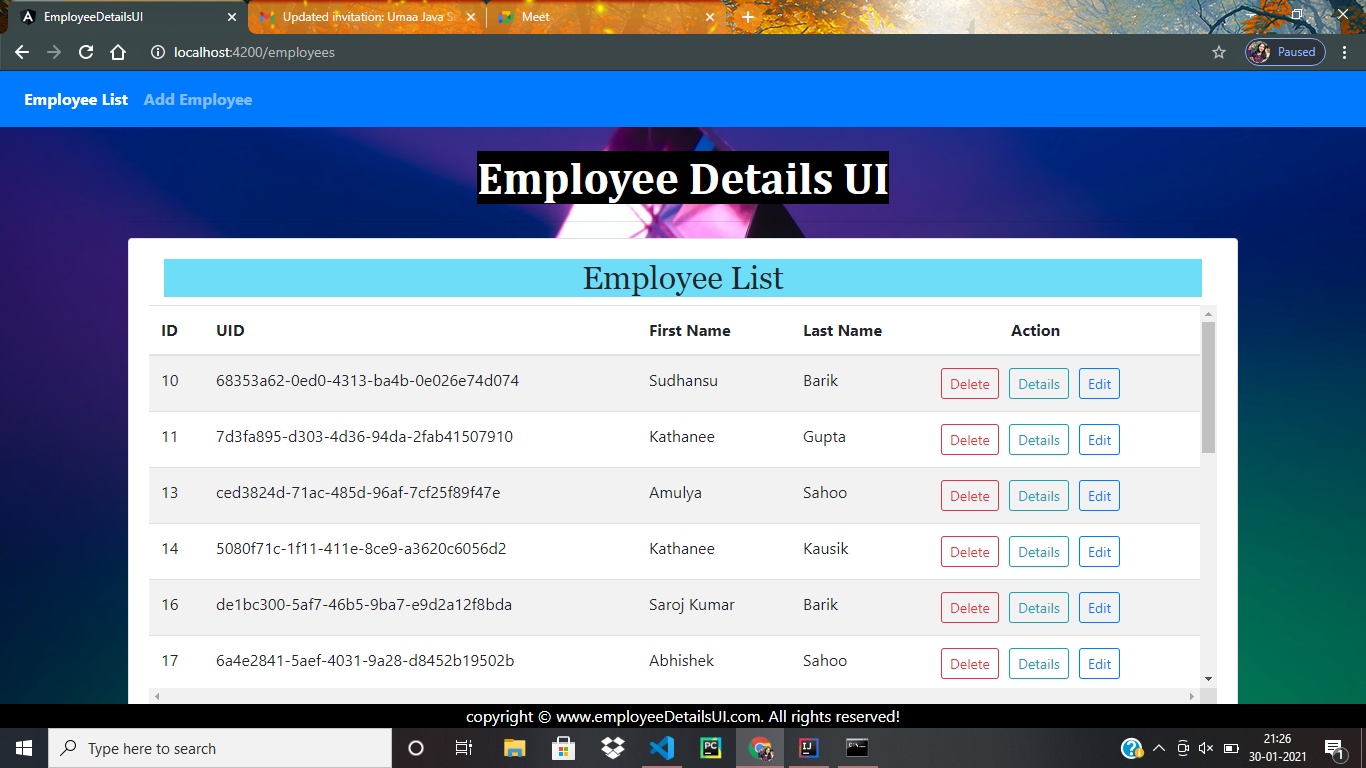 EmployeeDetailsUI
Updated invitation: Umaa Java S
Meet
localhost:4200/employees
Paused
Employee List Add Employee
Employee Details UI
Employee List
ID UID First Name Last Name Action
10 68353a62-0ed0-4313-ba4b-0e026e74d074 Sudhansu Barik Delete Details Edit
11 7d3fa895-d303-4d36-94da-2fab41507910 Kathanee Gupta Delete Details Edit
13 ced3824d-71ac-485d-96af-7cf25f89f47e Amulya Sahoo Delete Details Edit
14 5080f71c-1f11-411e-8ce9-a3620c6056d2 Kathanee Kausik Delete Details Edit
16 de1bc300-5af7-46b5-9ba7-e9d2a12f8bda Saroj Kumar Barik Delete Details Edit
17 6a4e2841-5aef-4031-9a28-d8452b19502b Abhishek Sahoo Delete Details Edit
copyright © www.employeeDetailsUI.com. All rights reserved!
Type here to search
PC
IJ
21:26
30-01-2021
1